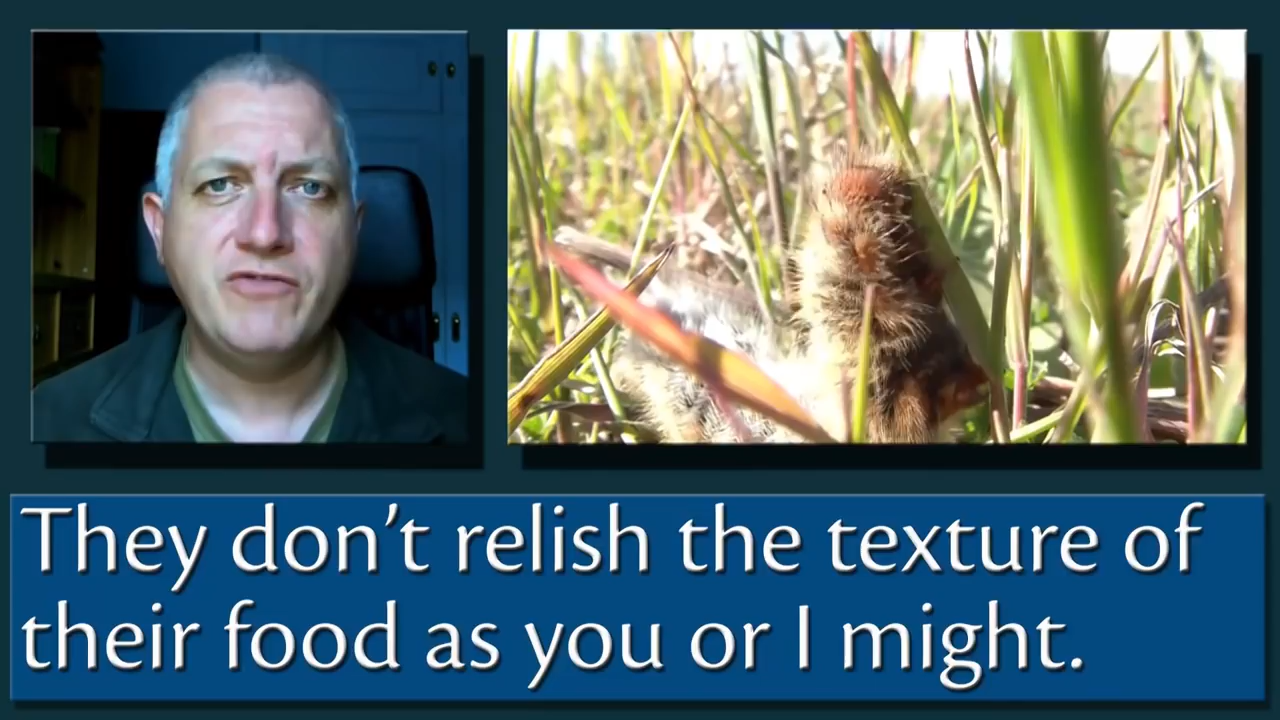 They don’t relish the texture of
their food as you or I might.